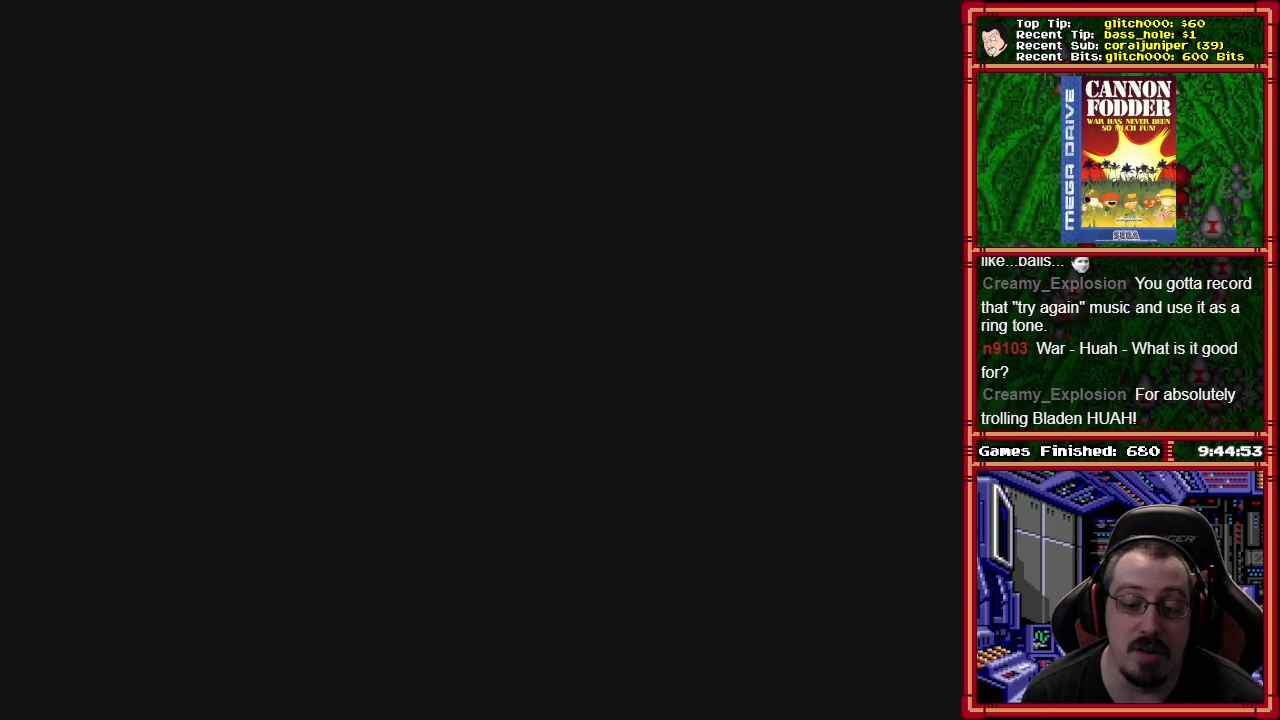 Top Tip: glitch000: $60
Recent Tip: bass_hole: $1
Recent Sub: coraljuniper (39)
Recent Bits: glitch000: 600 Bits
MEGA DRIVE
CANNON
FODDER
WAR HAS NEVER BEEN
SO MUCH FUN!
SEGA
like...balls...
Creamy_Explosion You gotta record
that "try again" music and use it as a
ring tone.
n9103 War - Huah - What is it good
for?
Creamy_Explosion For absolutely
trolling Bladen HUAH!
Games Finished: 680 9:44:53